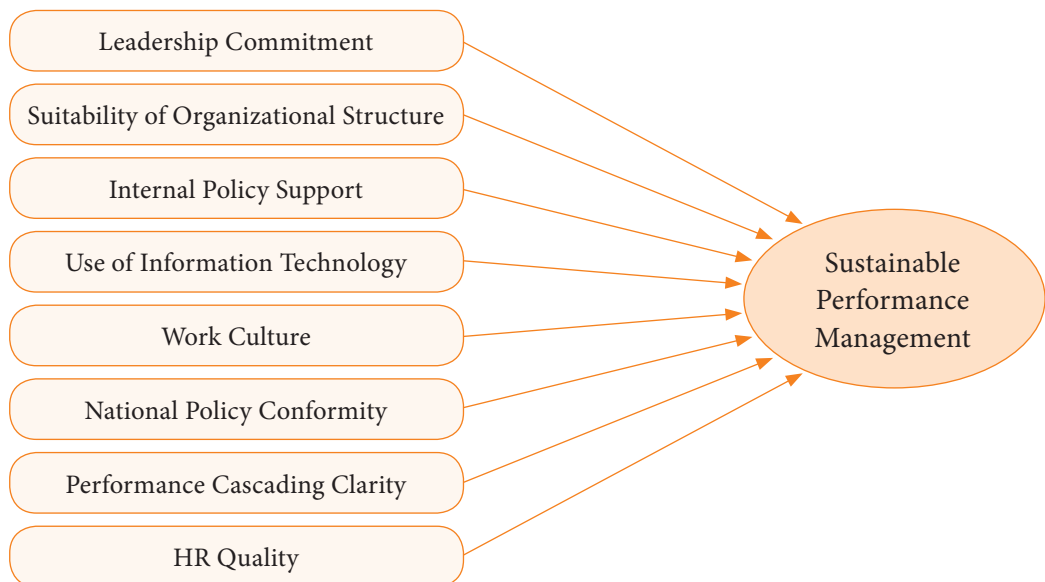 Leadership Commitment
Suitability of Organizational Structure
Internal Policy Support
Use of Information Technology
Work Culture
National Policy Conformity
Performance Cascading Clarity
HR Quality
Sustainable
Performance
Management